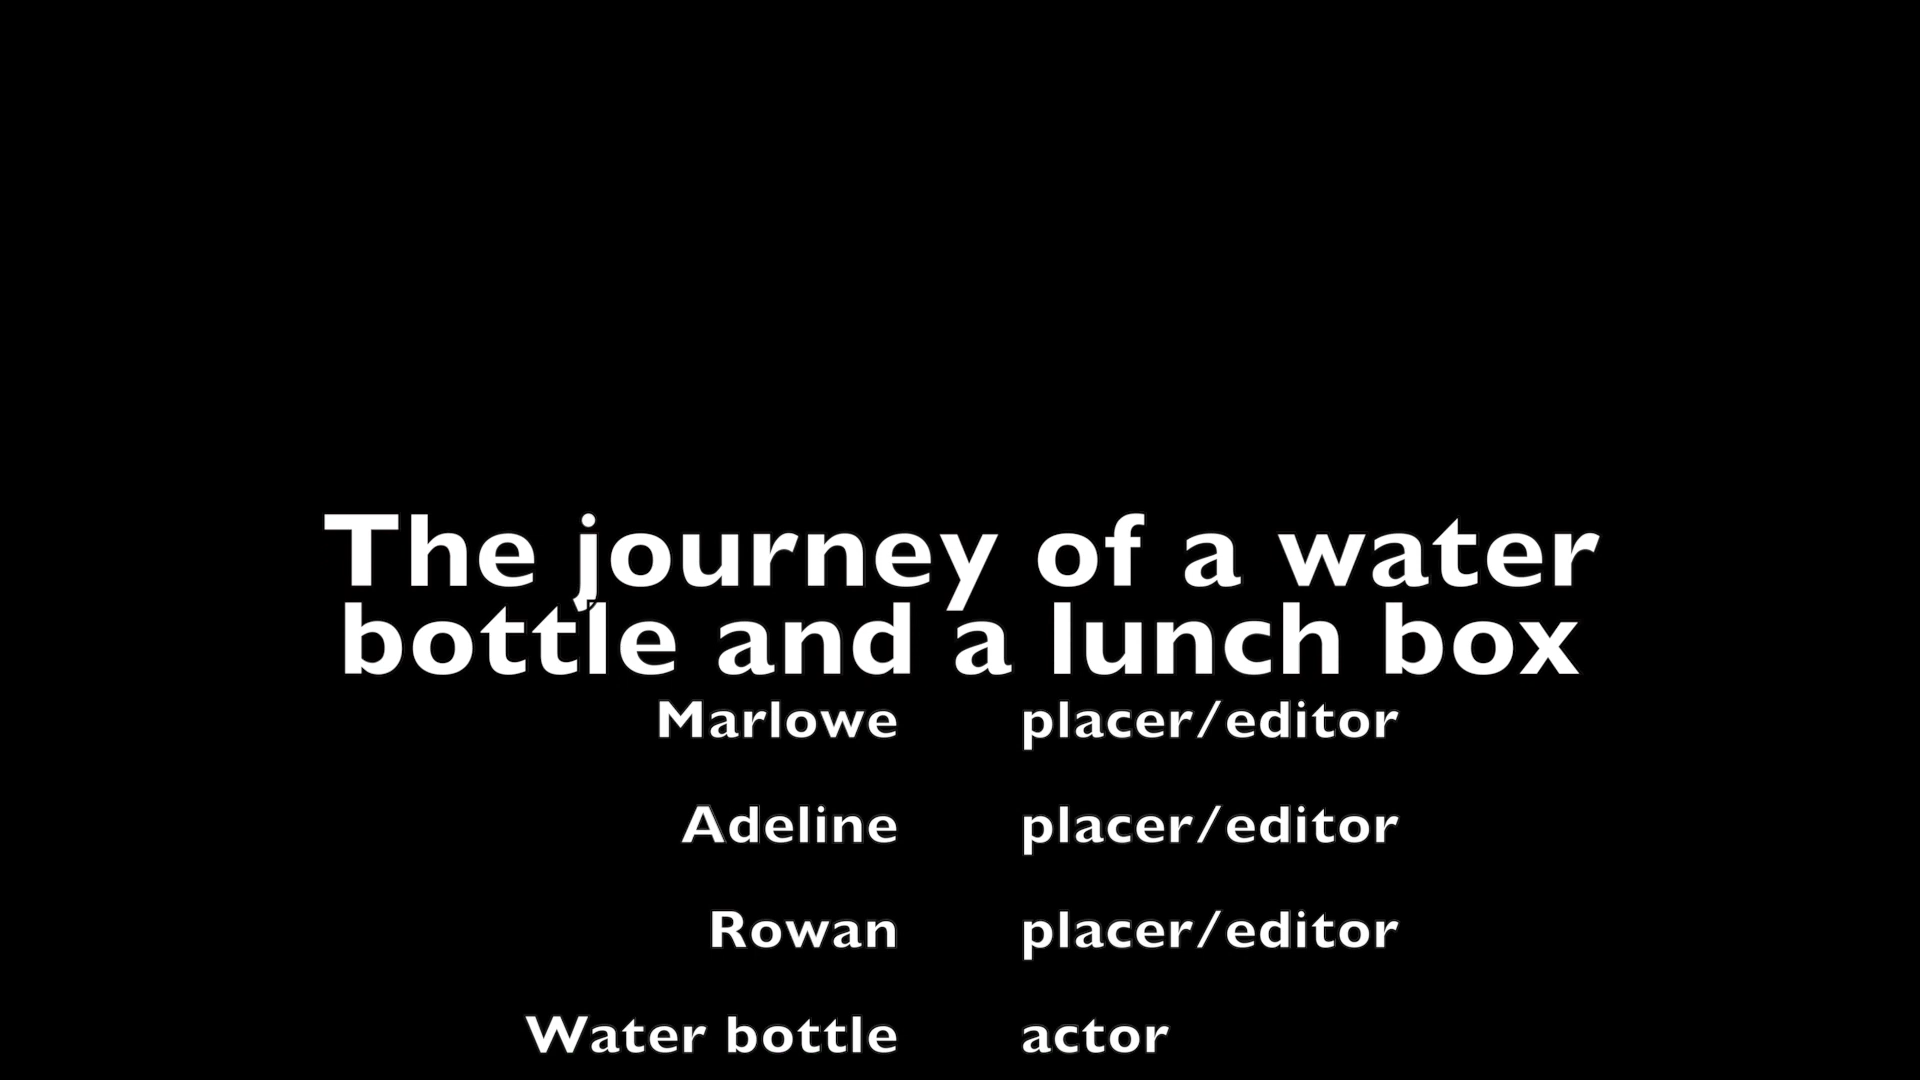 The journey of a water
bottle and a lunch box
Marlowe placer/editor
Adeline placer/editor
Rowan placer/editor
Water bottle actor